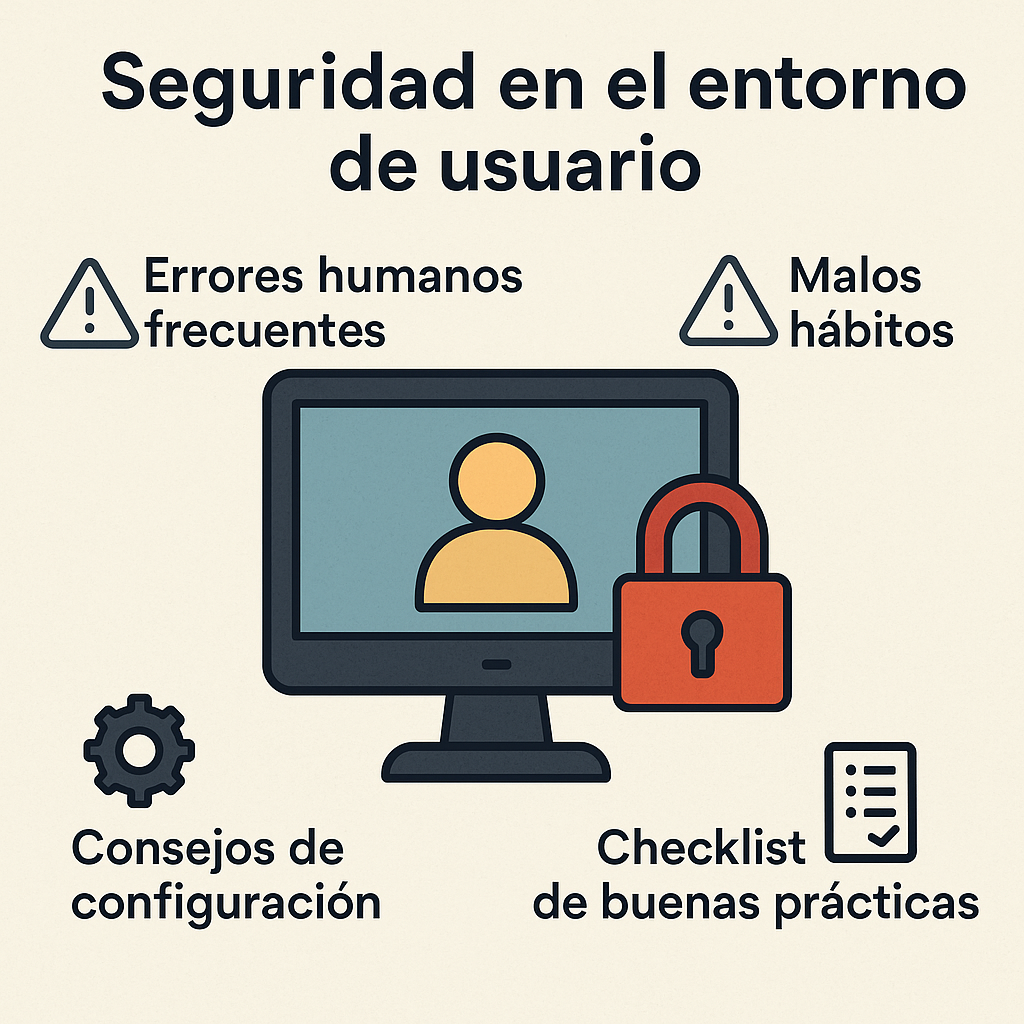 Seguridad en el entorno
de usuario
Errores humanos
frecuentes
Malos
hábitos
Consejos de
configuración
Checklist
de buenas prácticas